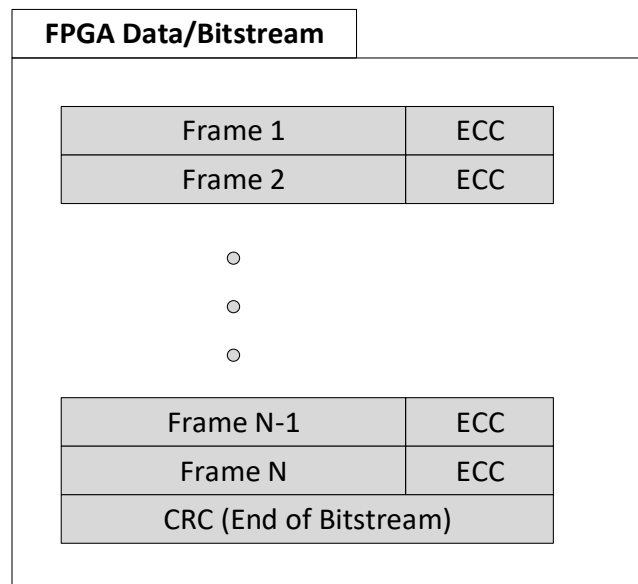 FPGA Data/Bitstream
Frame 1 ECC
Frame 2 ECC
Frame N-1 ECC
Frame N ECC
CRC (End of Bitstream)